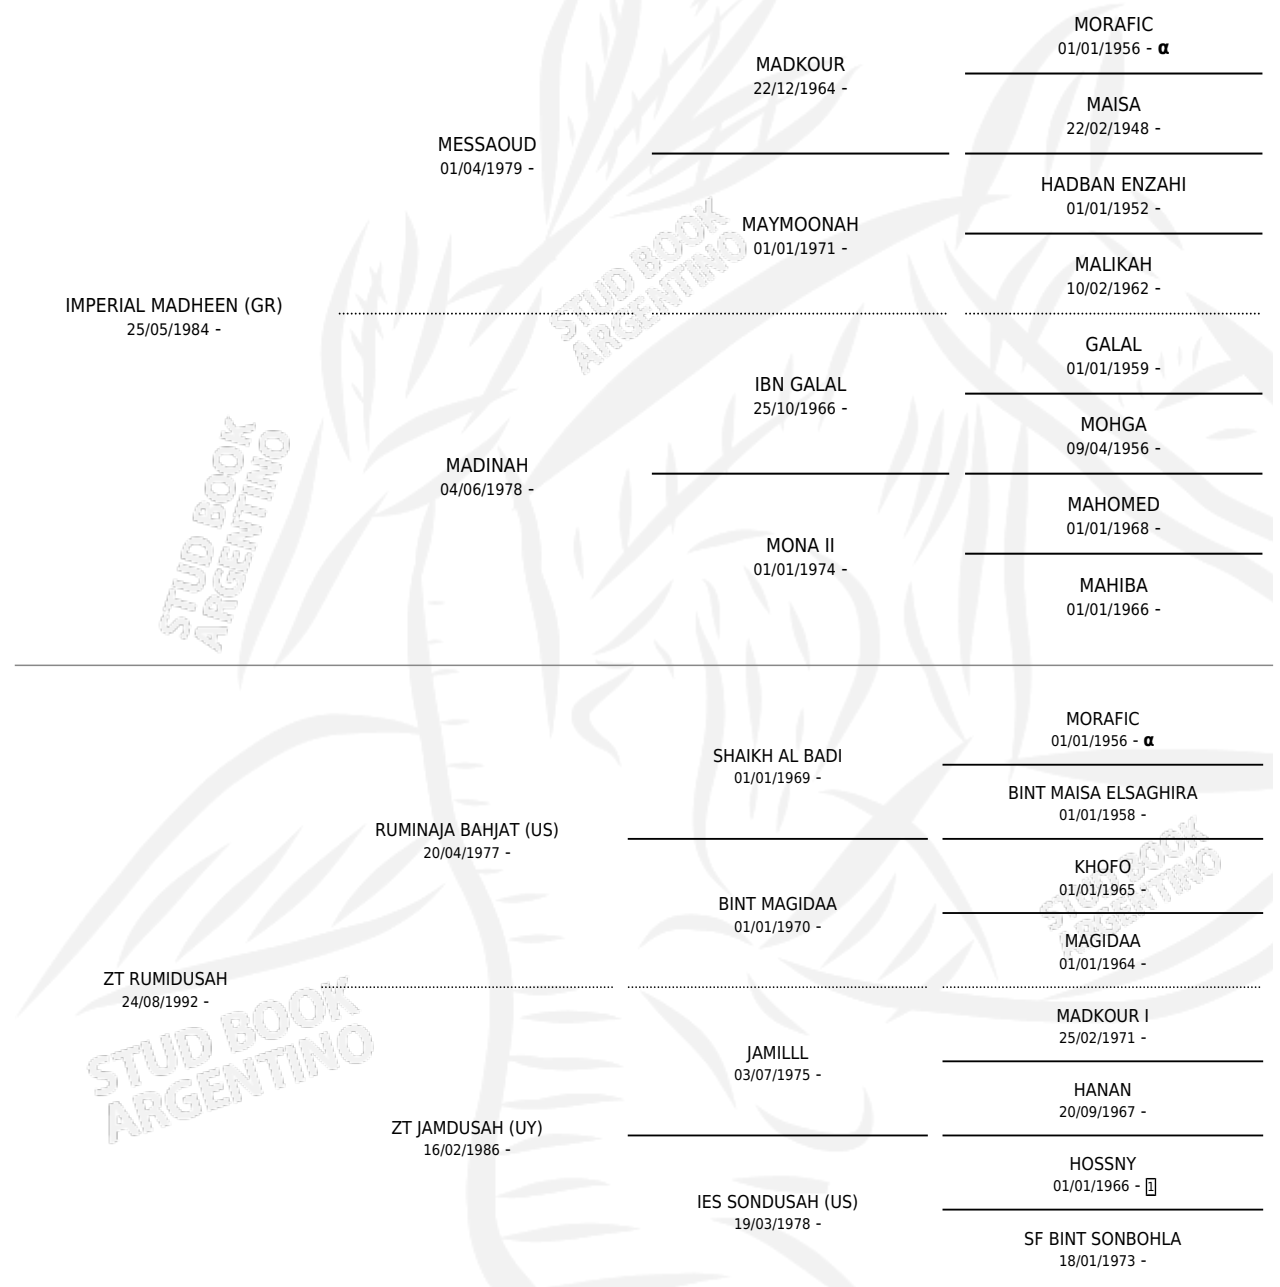 MORAFIC
01/01/1956 - α
MADKOUR
22/12/1964 -
MAISA
22/02/1948 -
MESSAOUD
01/04/1979 -
HADBAN ENZAHI
01/01/1952 -
MAYMOONAH
01/01/1971 -
MALIKAH
10/02/1962 -
IMPERIAL MADHEEN (GR)
25/05/1984 -
GALAL
01/01/1959 -
IBN GALAL
25/10/1966 -
MOHGA
09/04/1956 -
MADINAH
04/06/1978 -
MAHOMED
01/01/1968 -
MONA II
01/01/1974 -
MAHIBA
01/01/1966 -
STUD BOOK
ARGENTINO
STUD BOOK
ARGENTINO
MORAFIC
01/01/1956 - α
SHAIKH AL BADI
01/01/1969 -
BINT MAISA ELSAGHIRA
01/01/1958 -
RUMINAJA BAHJAT (US)
20/04/1977 -
KHOFO
01/01/1965 -
BINT MAGIDAA
01/01/1970 -
MAGIDAA
01/01/1964 -
ZT RUMIDUSAH
24/08/1992 -
MADKOUR I
25/02/1971 -
JAMILLL
03/07/1975 -
HANAN
20/09/1967 -
ZT JAMDUSAH (UY)
16/02/1986 -
HOSSNY
01/01/1966 - 1
IES SONDUSAH (US)
19/03/1978 -
SF BINT SONBOHLA
18/01/1973 -
STUD BOOK
ARGENTINO
STUD BOOK
ARGENTINO